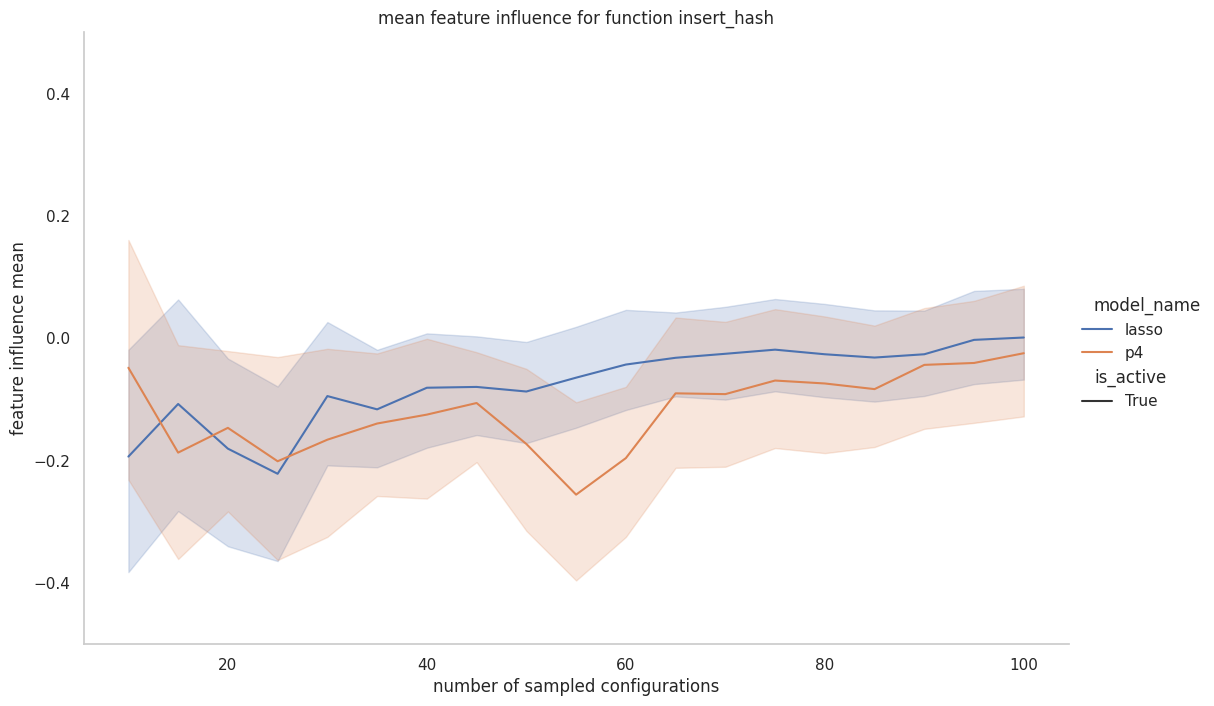 mean feature influence for function insert_hash
feature influence mean
0.4
0.2
0.0
−0.2
−0.4
20
40
60
80
100
number of sampled configurations
model_name
lasso
p4
is_active
True